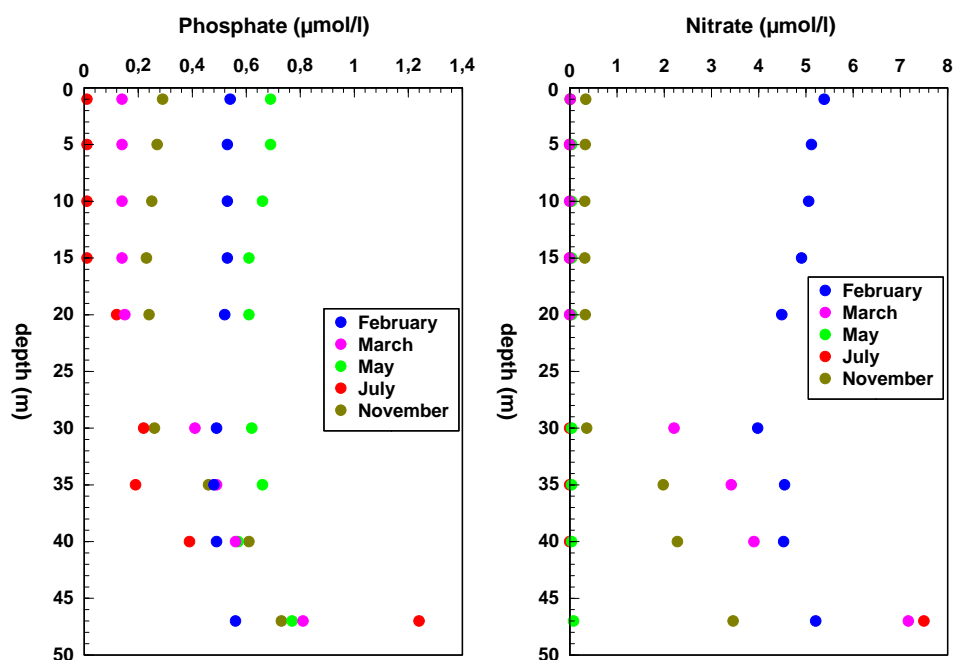 Phosphate (µmol/l)
0 0,2 0,4 0,6 0,8 1 1,2 1,4
0
5
10
15
20
25
30
35
40
45
50
depth (m)
February
March
May
July
November
Nitrate (µmol/l)
0 1 2 3 4 5 6 7 8
0
5
10
15
20
25
30
35
40
45
50
depth (m)
February
March
May
July
November